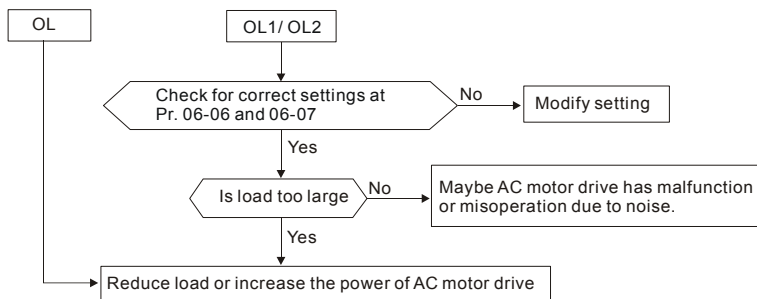 OL
OL1/ OL2
Check for correct settings at
Pr. 06-06 and 06-07
No
Modify setting
Yes
Is load too large
No
Maybe AC motor drive has malfunction
or misoperation due to noise.
Yes
Reduce load or increase the power of AC motor drive